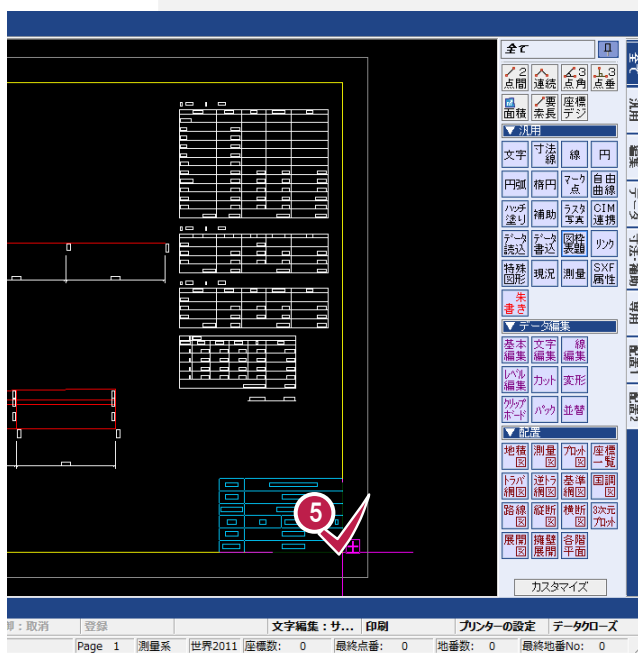 全て
2
点間
連続
3
点角
3
点垂
面積
要
素長
座標
デジ
▼ 汎用
文字
寸法
線
線
円
円弧
楕円
マーク
点
自由
曲線
ハッチ
塗り
補助
ラスタ
写真
CIM
連携
データ
読込
データ
書込
図枠
表題
リンク
特殊
図形
現況
測量
SXF
属性
朱
書き
▼ データ編集
基本
編集
文字
編集
線
編集
レベル
編集
カット
変形
クリップ
ボード
パック
並替
▼ 配置
地積
図
測量
図
プロット
図
座標
一覧
トラバ
網図
逆トラ
網図
基準
網図
国調
図
路線
図
縦断
図
横断
図
3次元
プロット
展開
図
擁壁
展開
各階
平面
カスタマイズ
全て
汎用
編集
データ
寸法・補助
専用
配置1
配置2
5
：取消
登録
文字編集：サ...
印刷
プリンターの設定
データクローズ
Page 1
測量系
世界2011
座標数: 0
最終点番: 0
地番数: 0
最終地番No: 0